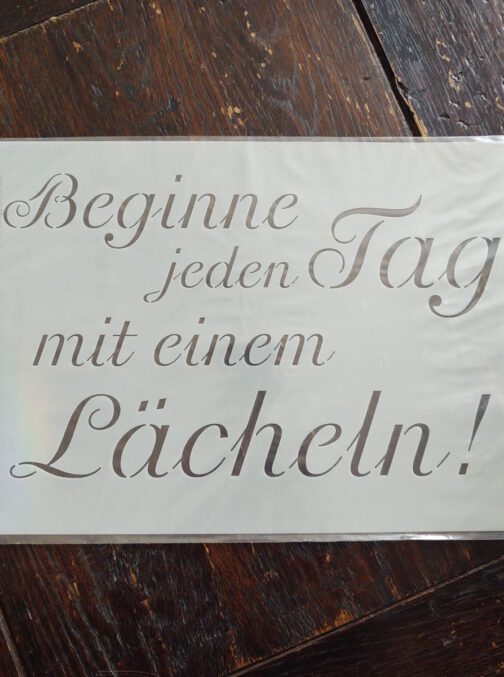 Beginne
jeden Tag
mit einem
Lächeln!